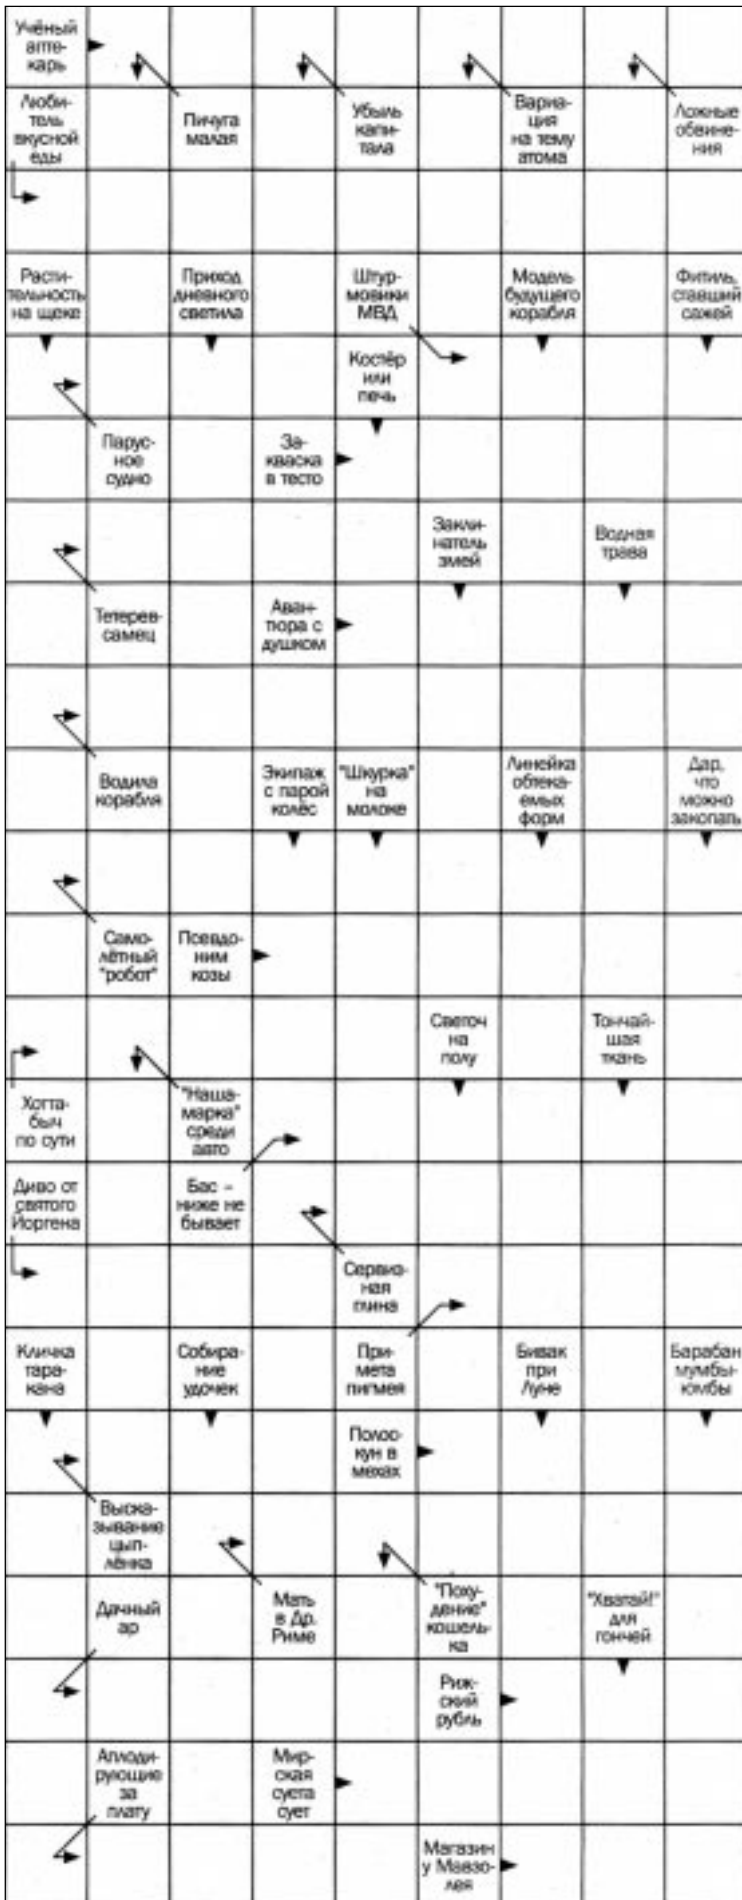 Учёный
апте-
карь
Люби-
тель
вкусной
еды
Пичуга
малая
Убыль
капи-
тала
Вариа-
ция
на тему
атома
Ложные
обвине-
ния
Расти-
тельность
на щеке
Приход
дневного
светила
Штур-
мовики
МВД
Модель
будущего
корабля
Фитиль,
ставший
сажей
Костёр
или
печь
Парус-
ное
судно
За-
кваска
в тесто
Закли-
натель
змей
Водная
трава
Тетерев-
самец
Аван-
тюра с
душком
Водила
корабля
Экипаж
с парой
колёс
"Шкурка"
на
молоке
Линейка
обтека-
емых
форм
Дар,
что
можно
закопать
Само-
лётный
"робот"
Псевдо-
ним
козы
Светоч
на
полу
Тончай-
шая
ткань
Хотта-
быч
по сути
"Наша-
марка"
среди
авто
Диво от
святого
Йоргена
Бас –
ниже не
бывает
Сервиз-
ная
глина
Кличка
тара-
кана
Собира-
ние
удочек
При-
мета
пигмея
Бивак
при
Луне
Барабан
мумбы-
юмбы
Полос-
кун в
мехах
Выска-
зывание
цып-
лёнка
Дачный
ар
Мать
в Др.
Риме
"Поху-
дение"
кошель-
ка
"Хватай!"
для
гончей
Риж-
ский
рубль
Аплоди-
рующие
за
плату
Мир-
ская
суета
сует
Магазин
у Мавзо-
лея